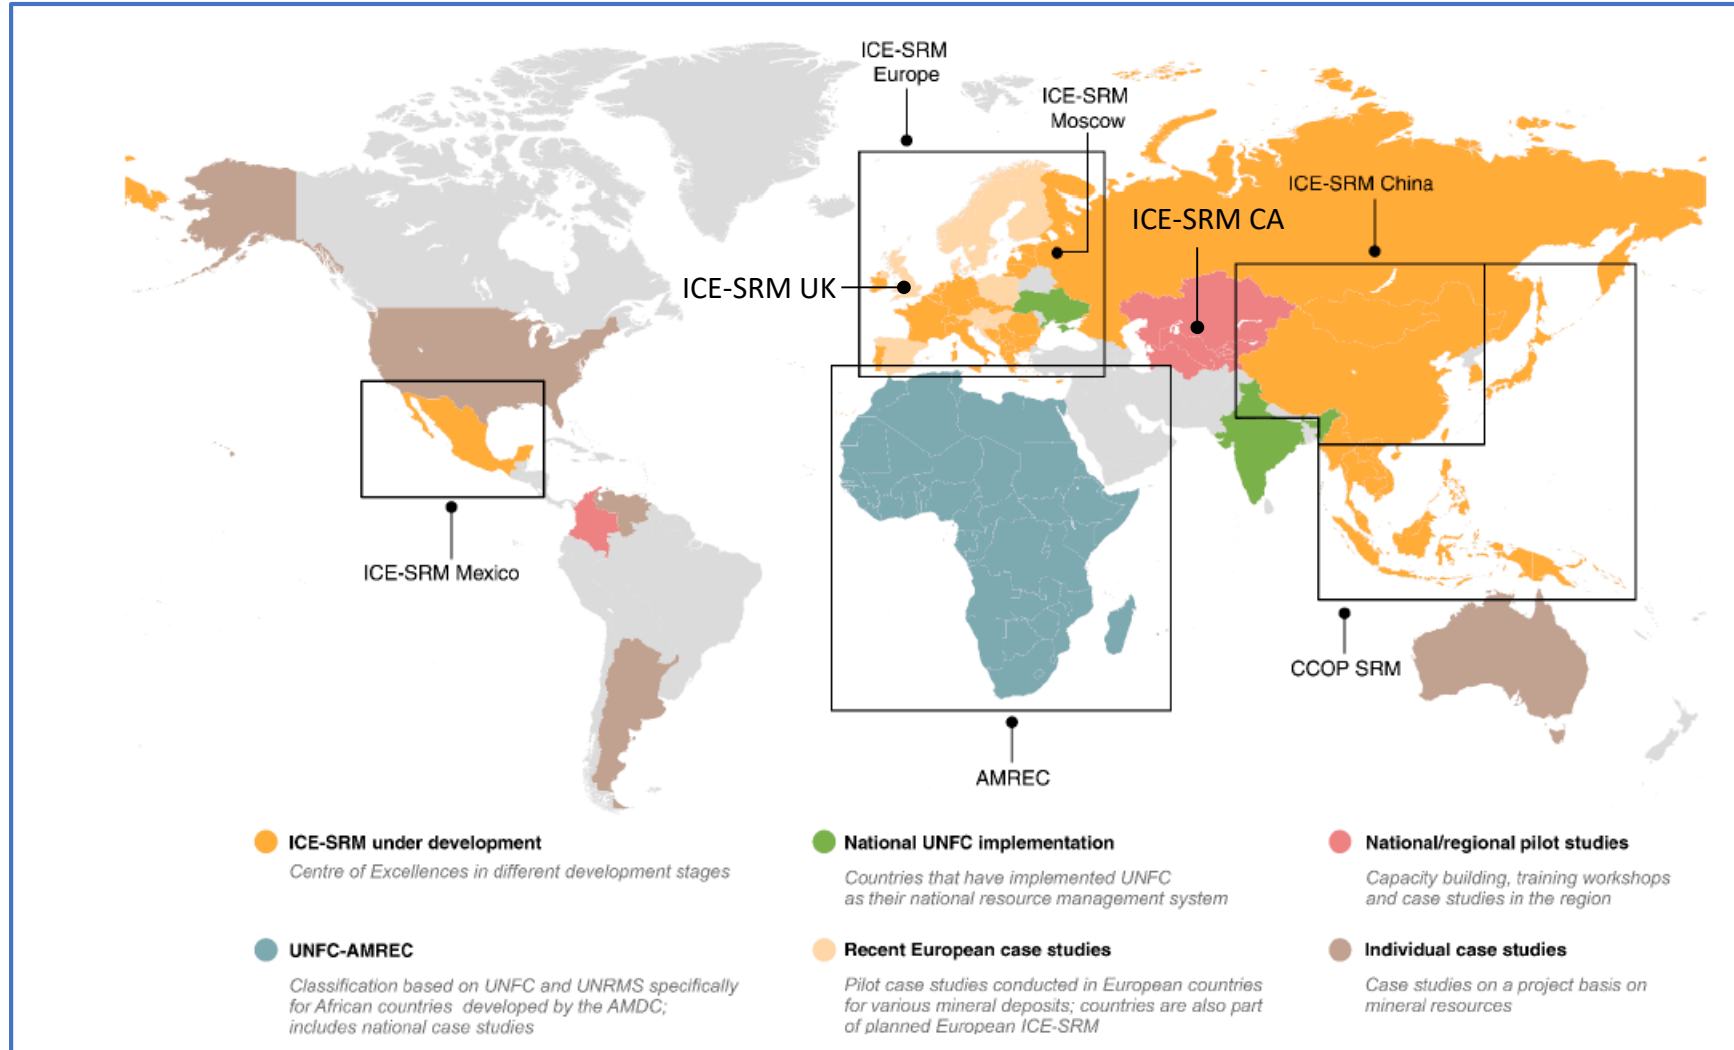 ICE-SRM
Europe
ICE-SRM
Moscow
ICE-SRM China
ICE-SRM CA
ICE-SRM UK
ICE-SRM Mexico
CCOP SRM
AMREC
ICE-SRM under development
Centre of Excellences in different development stages
National UNFC implementation
Countries that have implemented UNFC
as their national resource management system
National/regional pilot studies
Capacity building, training workshops
and case studies in the region
UNFC-AMREC
Classification based on UNFC and UNRMS specifically
for African countries developed by the AMDC;
includes national case studies
Recent European case studies
Pilot case studies conducted in European countries
for various mineral deposits; countries are also part
of planned European ICE-SRM
Individual case studies
Case studies on a project basis on
mineral resources